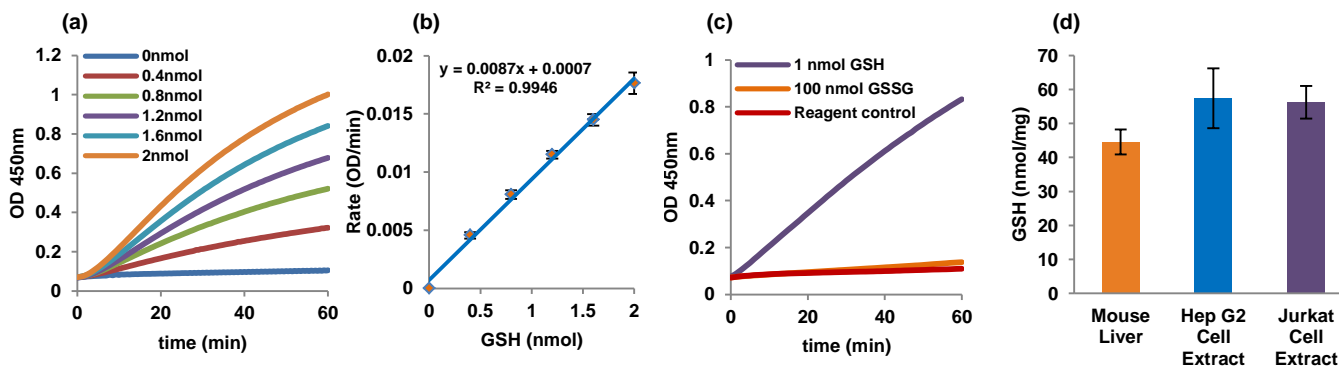 (a)
OD 450nm
1.2
1
0.8
0.6
0.4
0.2
0
0nmol
0.4nmol
0.8nmol
1.2nmol
1.6nmol
2nmol
0
20
40
60
time (min)
(b)
Rate (OD/min)
0.02
0.015
0.01
0.005
0
y = 0.0087x + 0.0007
R² = 0.9946
0
0.5
1
1.5
2
GSH (nmol)
(c)
OD 450nm
1
0.8
0.6
0.4
0.2
0
1 nmol GSH
100 nmol GSSG
Reagent control
0
20
40
60
time (min)
(d)
GSH (nmol/mg)
70
60
50
40
30
20
10
0
Mouse
Liver
Hep G2
Cell
Extract
Jurkat
Cell
Extract